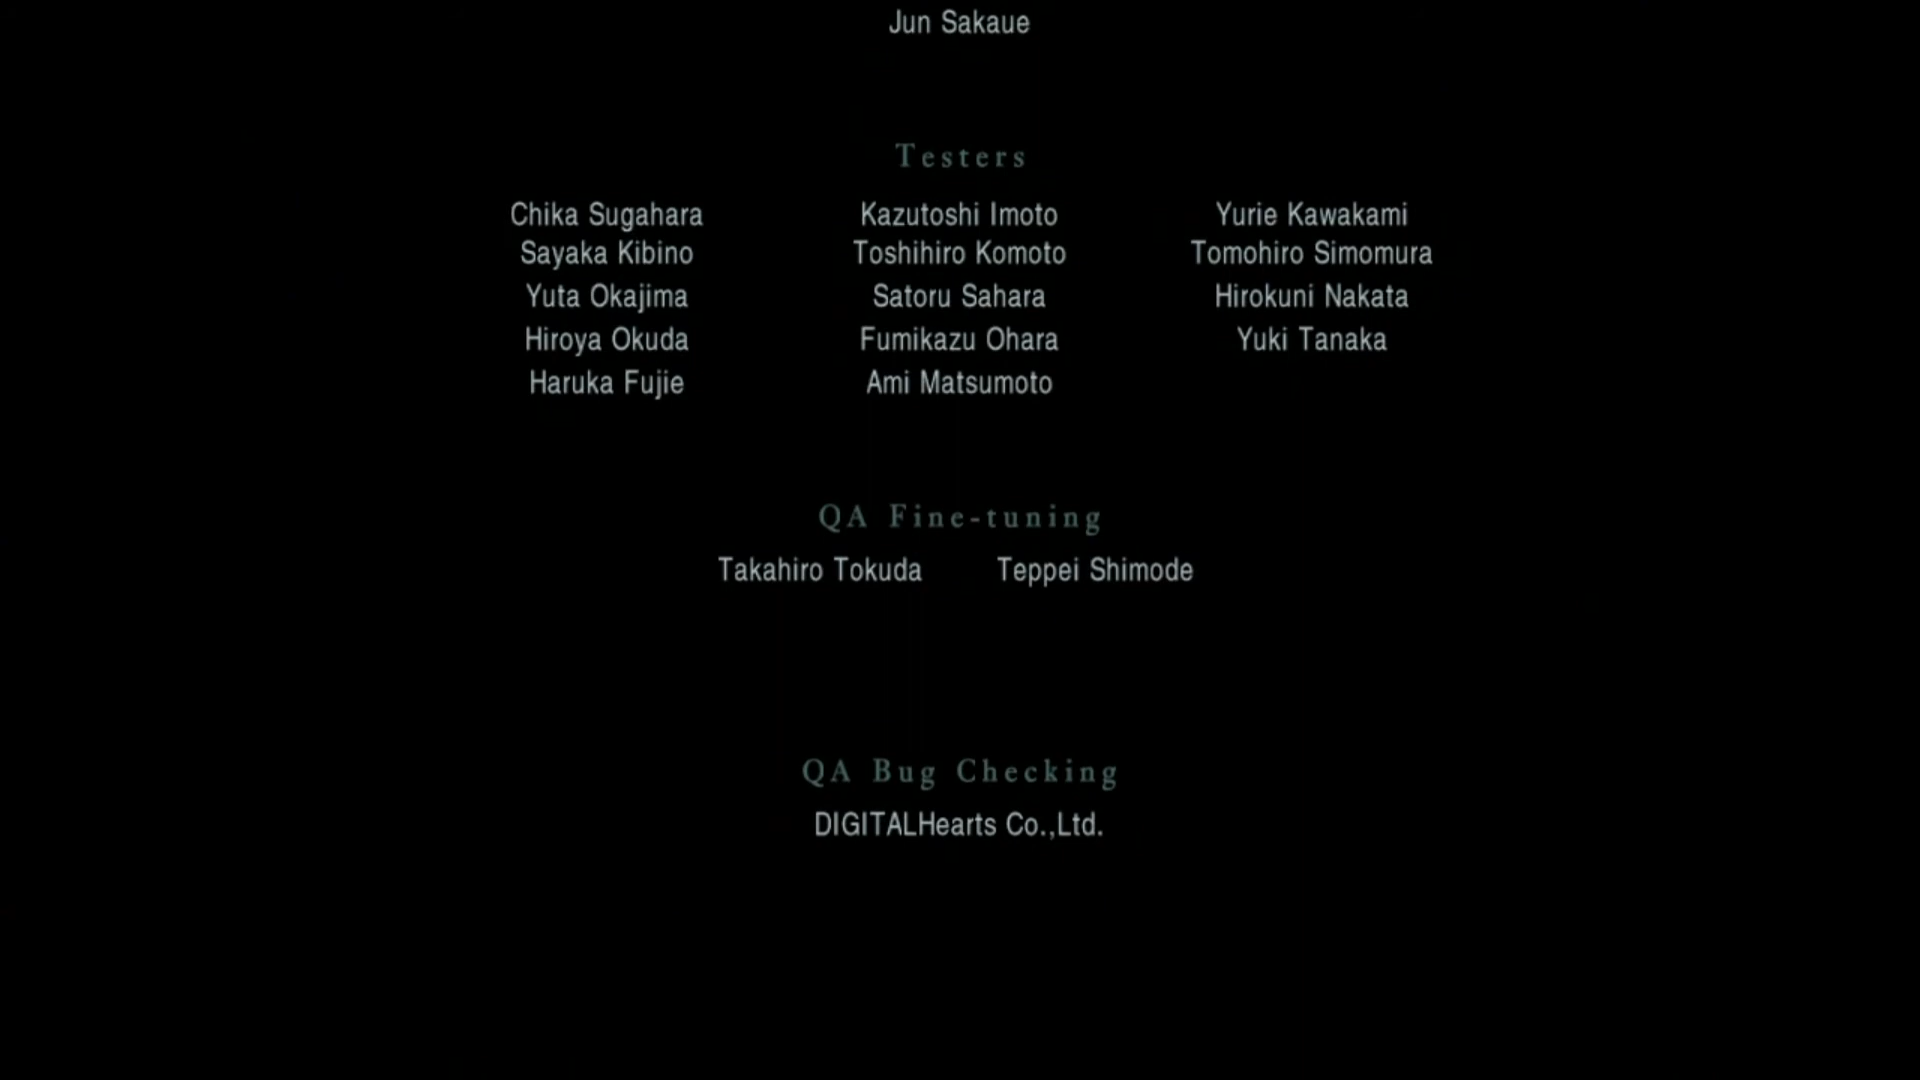 Jun Sakaue
Testers
Chika Sugahara Kazutoshi Imoto Yurie Kawakami
Sayaka Kibino Toshihiro Komoto Tomohiro Simomura
Yuta Okajima Satoru Sahara Hirokuni Nakata
Hiroya Okuda Fumikazu Ohara Yuki Tanaka
Haruka Fujie Ami Matsumoto
QA Fine-tuning
Takahiro Tokuda Teppei Shimode
QA Bug Checking
DIGITALHearts Co.,Ltd.